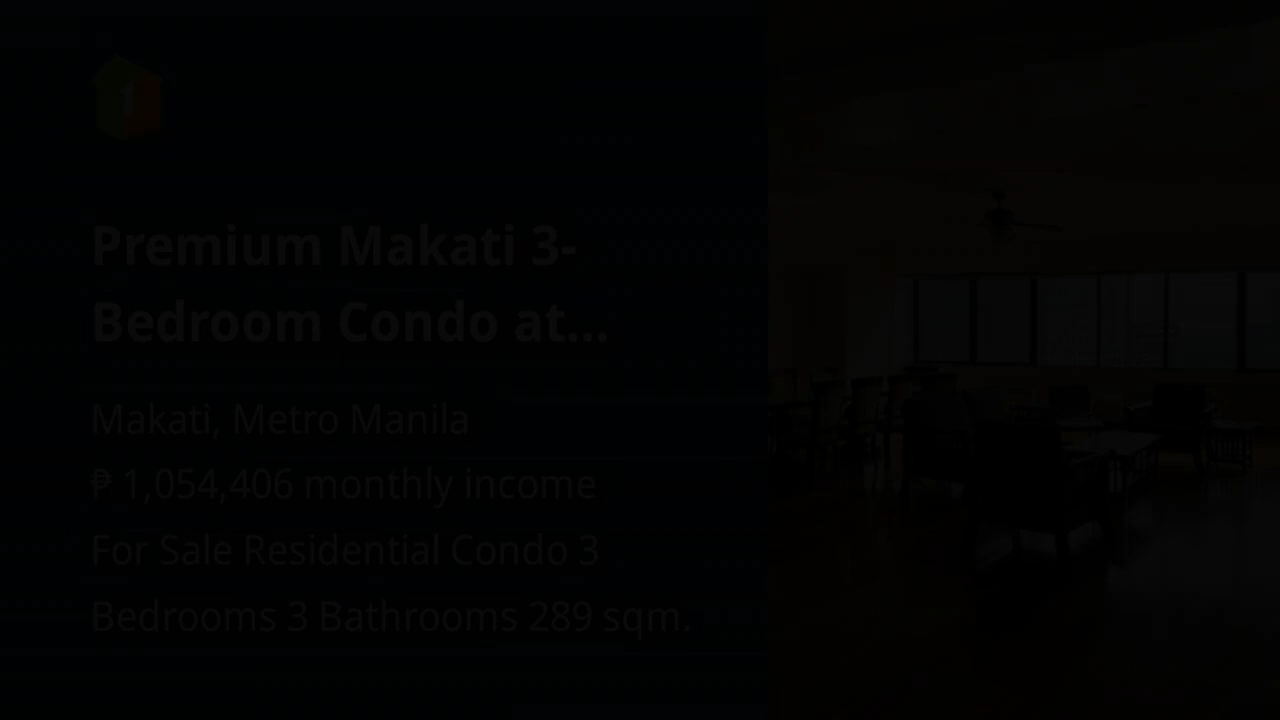 Premium Makati 3-
Bedroom Condo at...
Makati, Metro Manila
₱ 1,054,406 monthly income
For Sale Residential Condo 3
Bedrooms 3 Bathrooms 289 sqm.